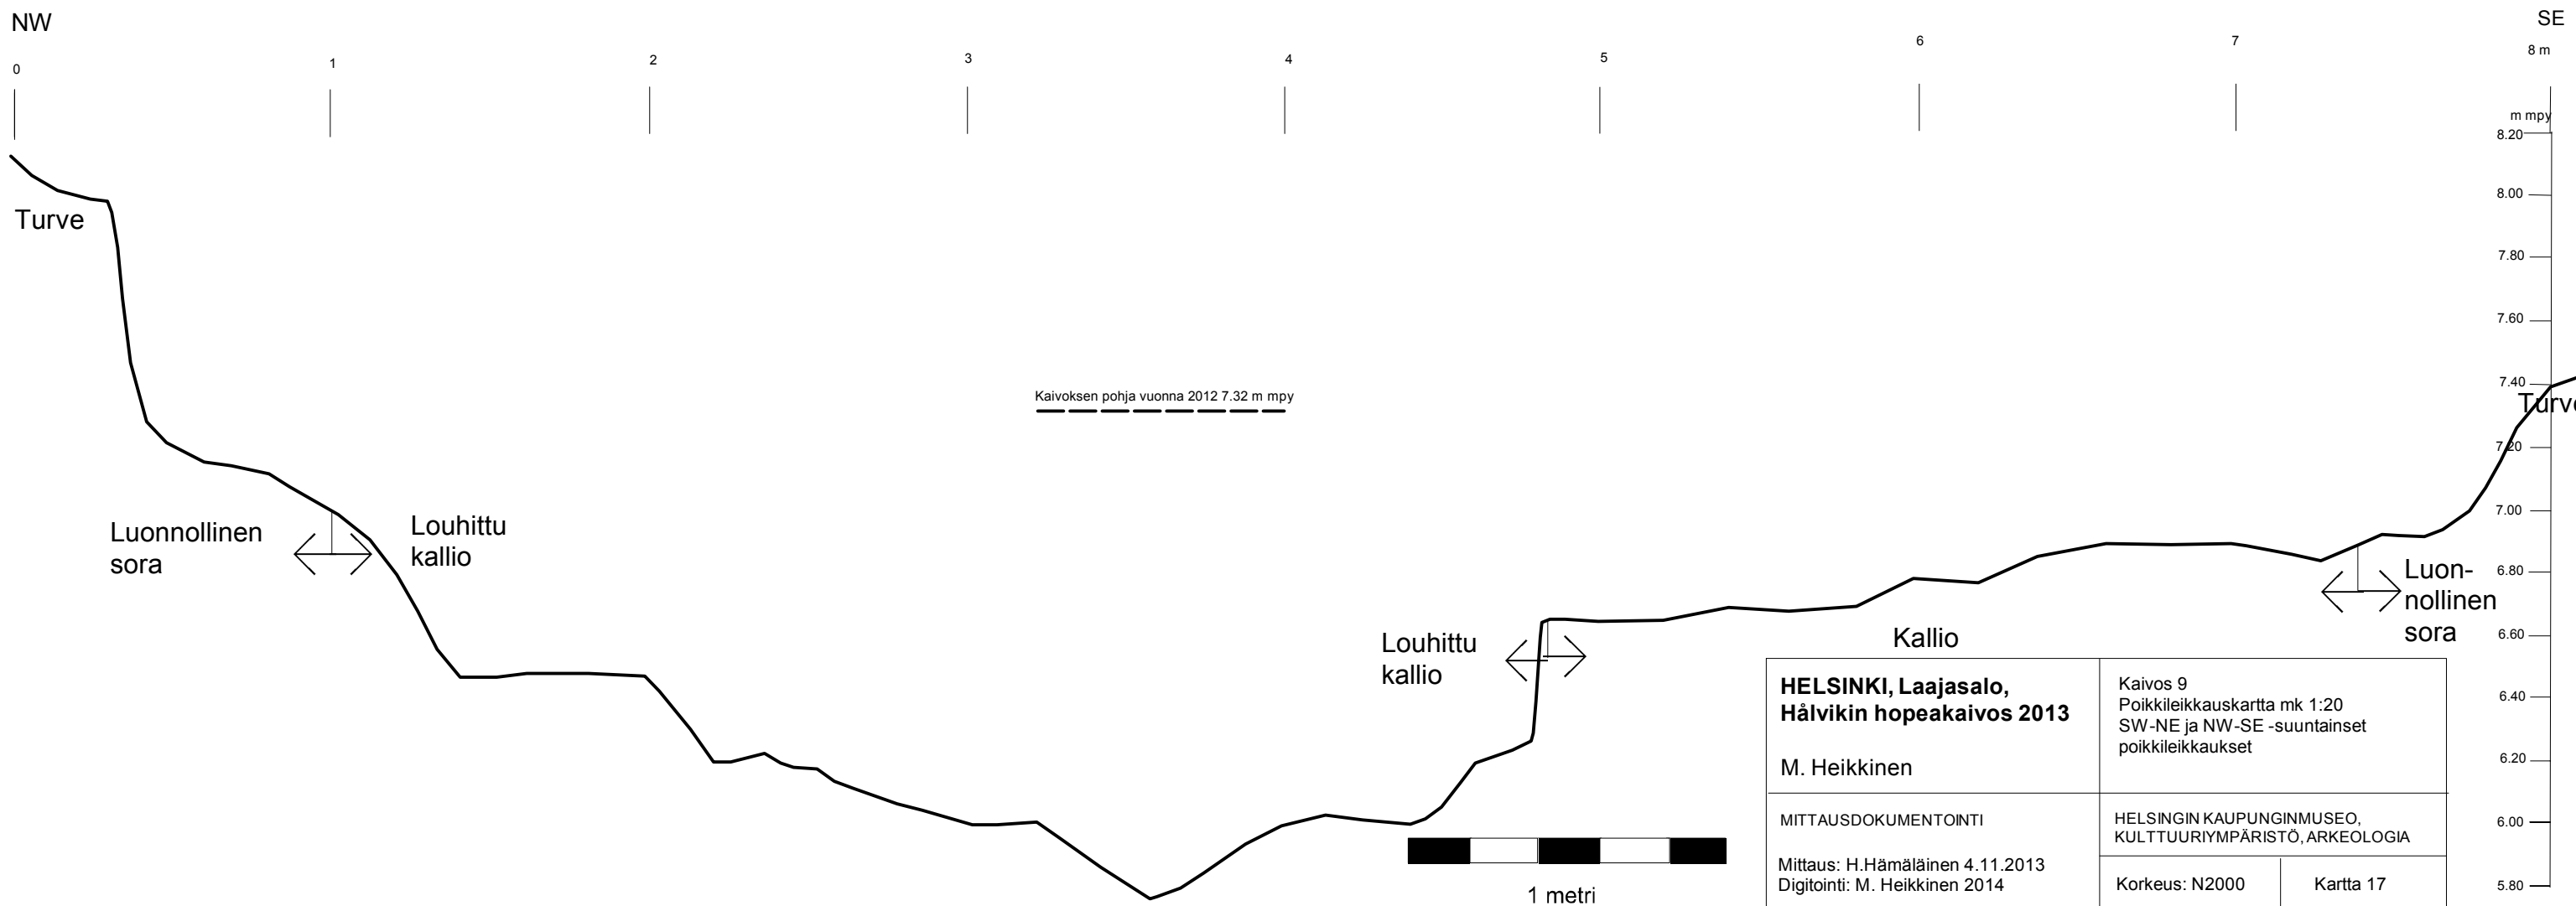 NW
SE
0
1
2
3
4
5
6
7
8 m
m mpy
8.20
8.00
7.80
7.60
7.40
7.20
7.00
6.80
6.60
6.40
6.20
6.00
5.80
Turve
Kaivoksen pohja vuonna 2012 7.32 m mpy
Turve
Luonnollinen
sora
Louhittu
kallio
Louhittu
kallio
Kallio
Luon-
nollinen
sora
1 metri
HELSINKI, Laajasalo,
Hålvikin hopeakaivos 2013
M. Heikkinen
Kaivos 9
Poikkileikkauskartta mk 1:20
SW-NE ja NW-SE -suuntainset
poikkileikkaukset
MITTAUSDOKUMENTOINTI
Mittaus: H.Hämäläinen 4.11.2013
Digitointi: M. Heikkinen 2014
HELSINGIN KAUPUNGINMUSEO,
KULTTUURIYMPÄRISTÖ, ARKEOLOGIA
Korkeus: N2000
Kartta 17